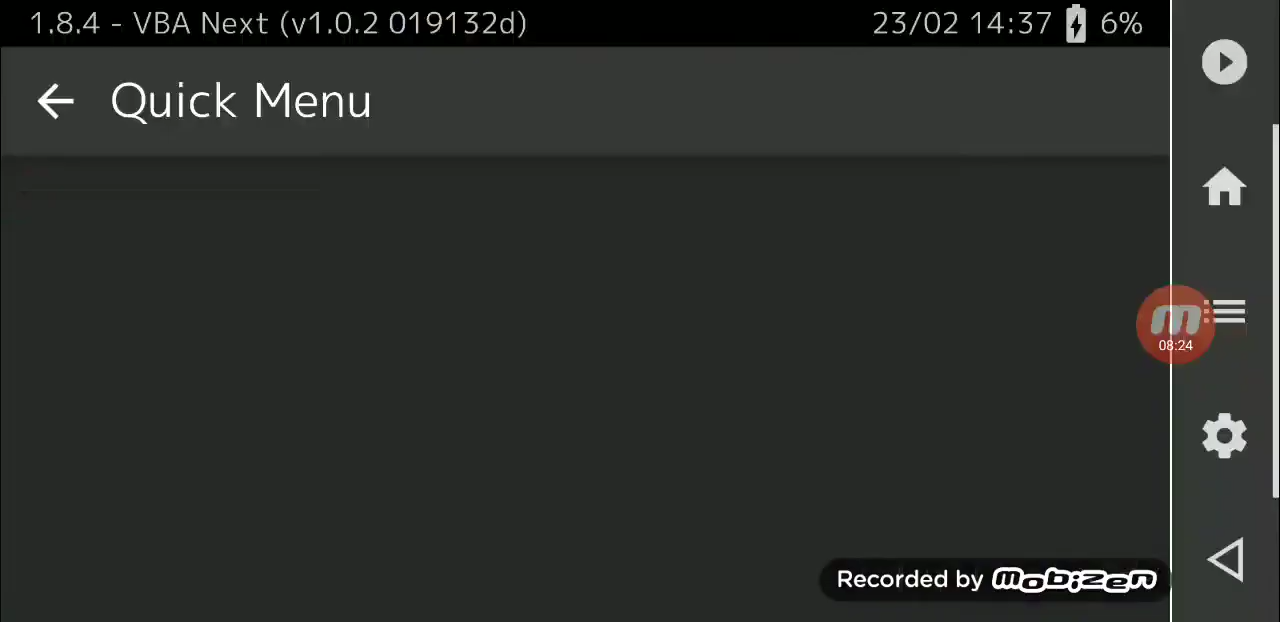 1.8.4 - VBA Next (v1.0.2 019132d)
23/02 14:37 6%
Quick Menu
m
08:24
Recorded by mobizen